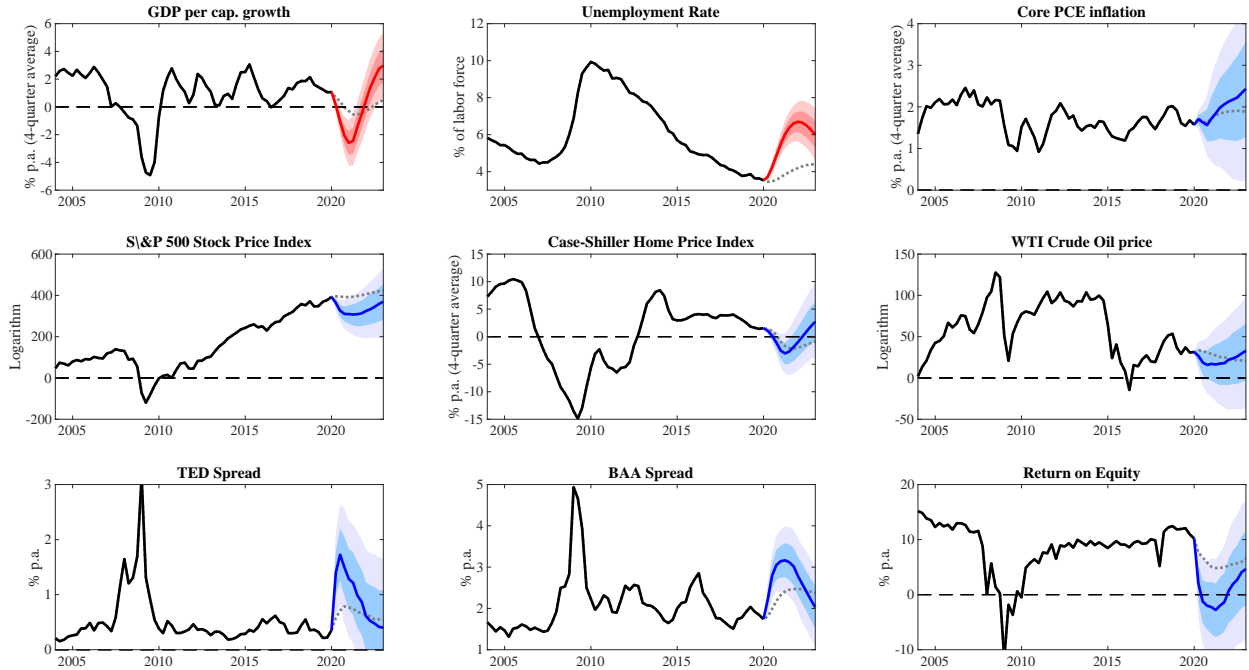 GDP per cap. growth
% p.a. (4-quarter average)
6
4
2
0
-2
-4
-6
2005 2010 2015 2020
Unemployment Rate
% of labor force
12
10
8
6
4
2005 2010 2015 2020
Core PCE inflation
% p.a. (4-quarter average)
4
3
2
1
0
2005 2010 2015 2020
S\&P 500 Stock Price Index
Logarithm
600
400
200
0
-200
2005 2010 2015 2020
Case-Shiller Home Price Index
% p.a. (4-quarter average)
15
10
5
0
-5
-10
-15
2005 2010 2015 2020
WTI Crude Oil price
Logarithm
150
100
50
0
-50
2005 2010 2015 2020
TED Spread
% p.a.
3
2
1
0
2005 2010 2015 2020
BAA Spread
% p.a.
5
4
3
2
1
2005 2010 2015 2020
Return on Equity
% p.a.
20
10
0
-10
2005 2010 2015 2020